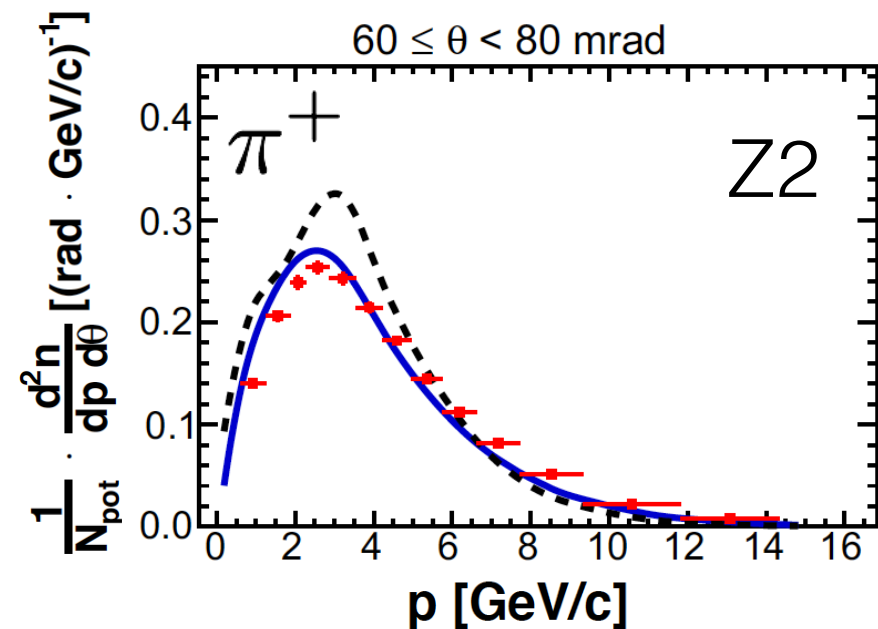 60 ≤ θ < 80 mrad
π+
Z2
1/N_pot · d²n/dp dθ [(rad · GeV/c)⁻¹]
0.4
0.3
0.2
0.1
0.0
0 2 4 6 8 10 12 14 16
p [GeV/c]